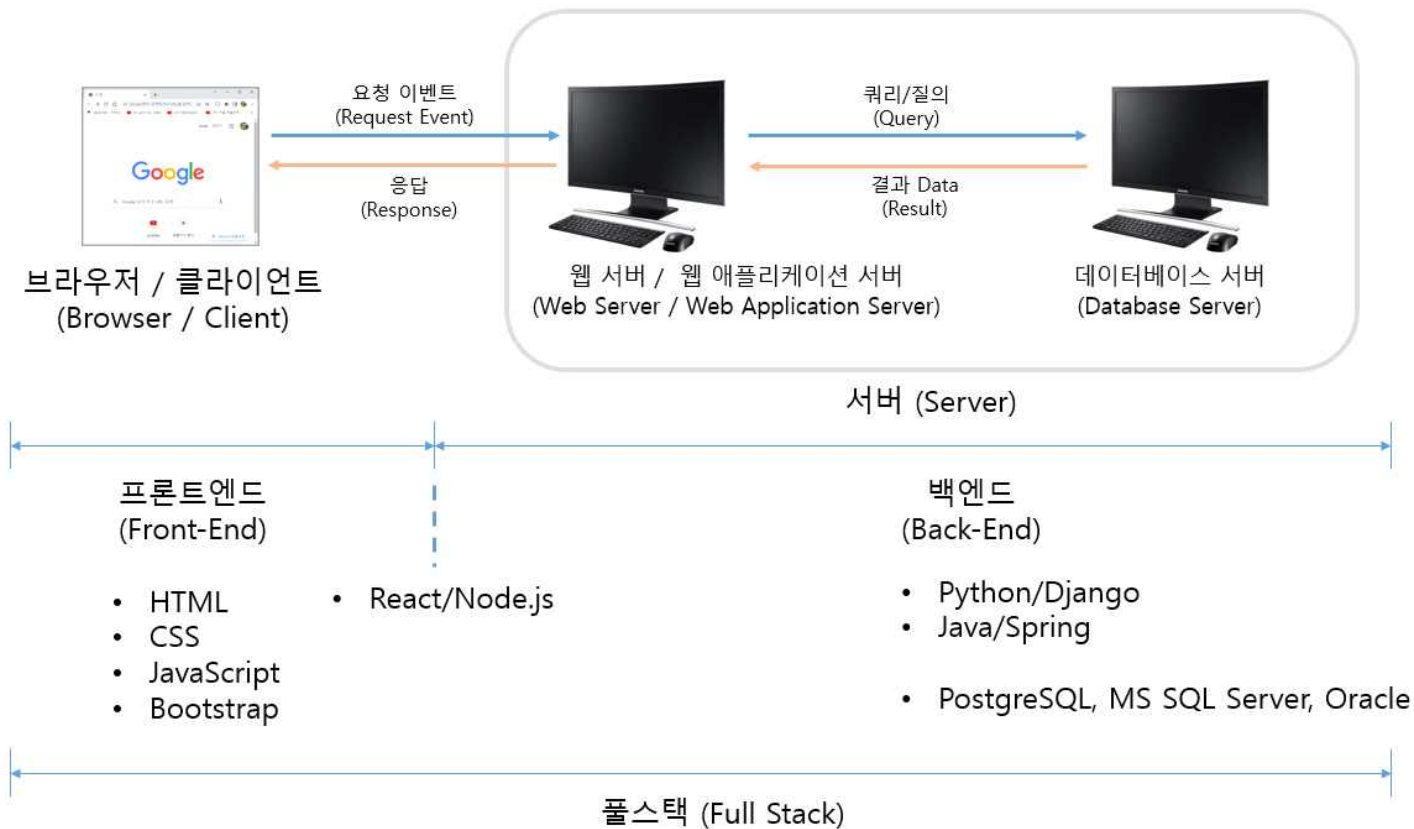 요청 이벤트
(Request Event)
쿼리/질의
(Query)
Google
응답
(Response)
결과 Data
(Result)
브라우저 / 클라이언트
(Browser / Client)
웹 서버 / 웹 애플리케이션 서버
(Web Server / Web Application Server)
데이터베이스 서버
(Database Server)
서버 (Server)
프론트엔드
(Front-End)
백엔드
(Back-End)
• HTML
• CSS
• JavaScript
• Bootstrap
• React/Node.js
• Python/Django
• Java/Spring
• PostgreSQL, MS SQL Server, Oracle
풀스택 (Full Stack)